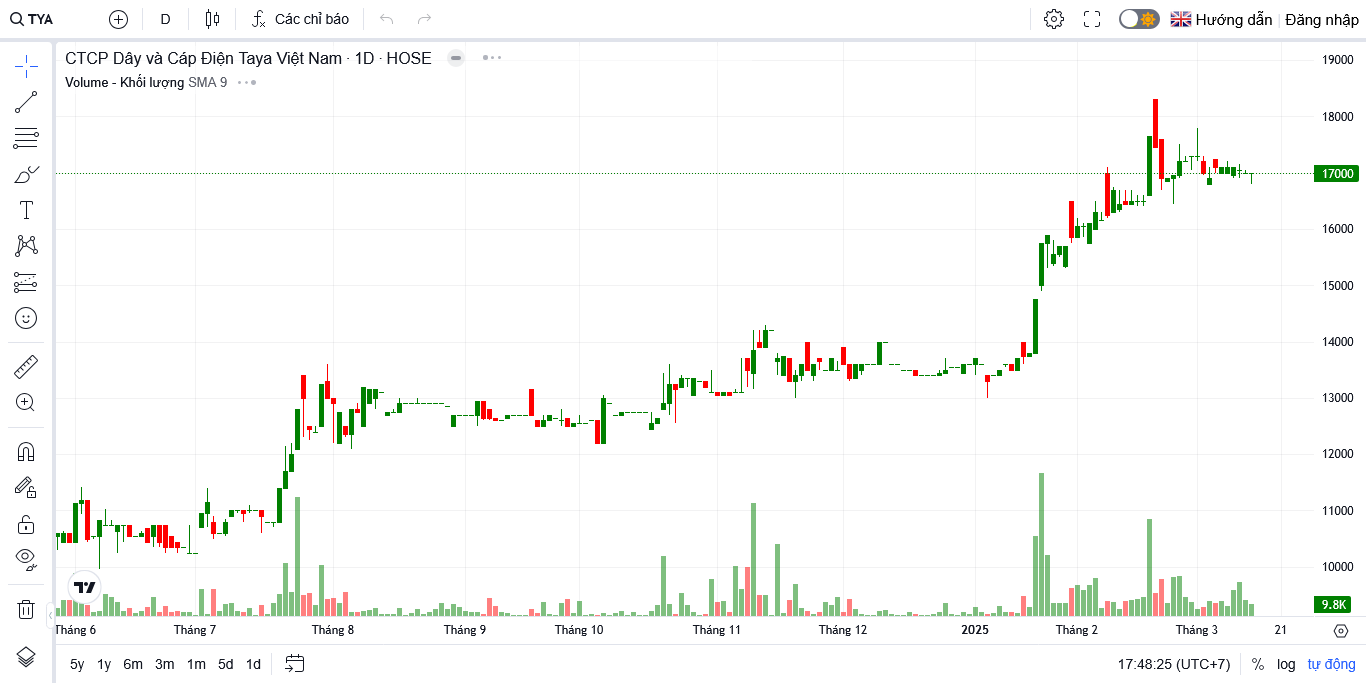 TYA D Các chỉ báo Hướng dẫn Đăng nhập
CTCP Dây và Cáp Điện Taya Việt Nam · 1D · HOSE
Volume - Khối lượng SMA 9
19000
18000
17000
16000
15000
14000
13000
12000
11000
10000
9.8K
Tháng 6 Tháng 7 Tháng 8 Tháng 9 Tháng 10 Tháng 11 Tháng 12 2025 Tháng 2 Tháng 3 21
5y 1y 6m 3m 1m 5d 1d 17:48:25 (UTC+7) % log tự động